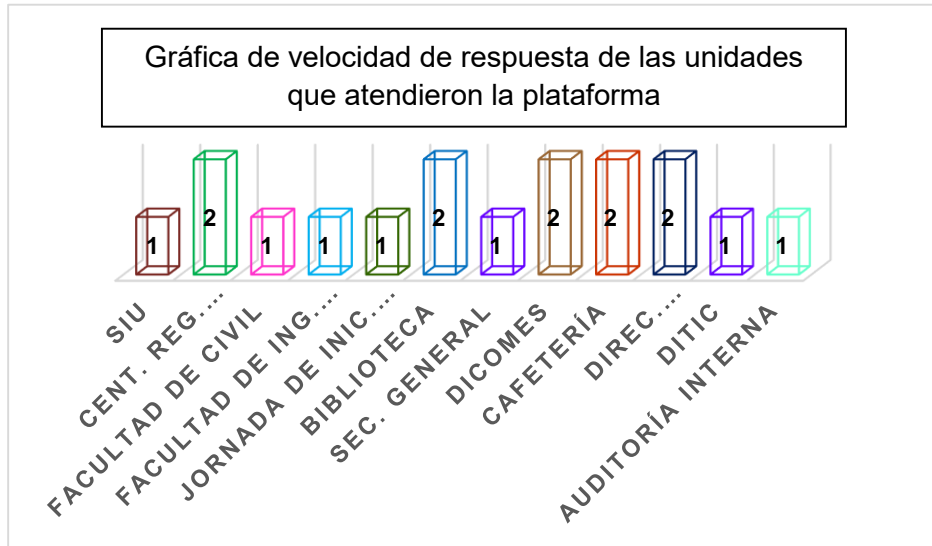 Gráfica de velocidad de respuesta de las unidades
que atendieron la plataforma
1
2
1
1
1
2
1
2
2
2
1
1
SIU
CENT. REG....
FACULTAD DE CIVIL
FACULTAD DE ING....
JORNADA DE INIC....
BIBLIOTECA
SEC. GENERAL
DICOMES
CAFETERÍA
DIREC....
DITIC
AUDITORÍA INTERNA